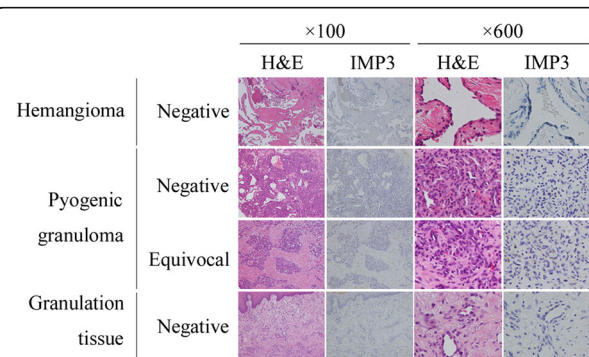 ×100 ×600
H&E IMP3 H&E IMP3
Hemangioma Negative
Pyogenic granuloma Negative
Equivocal
Granulation tissue Negative